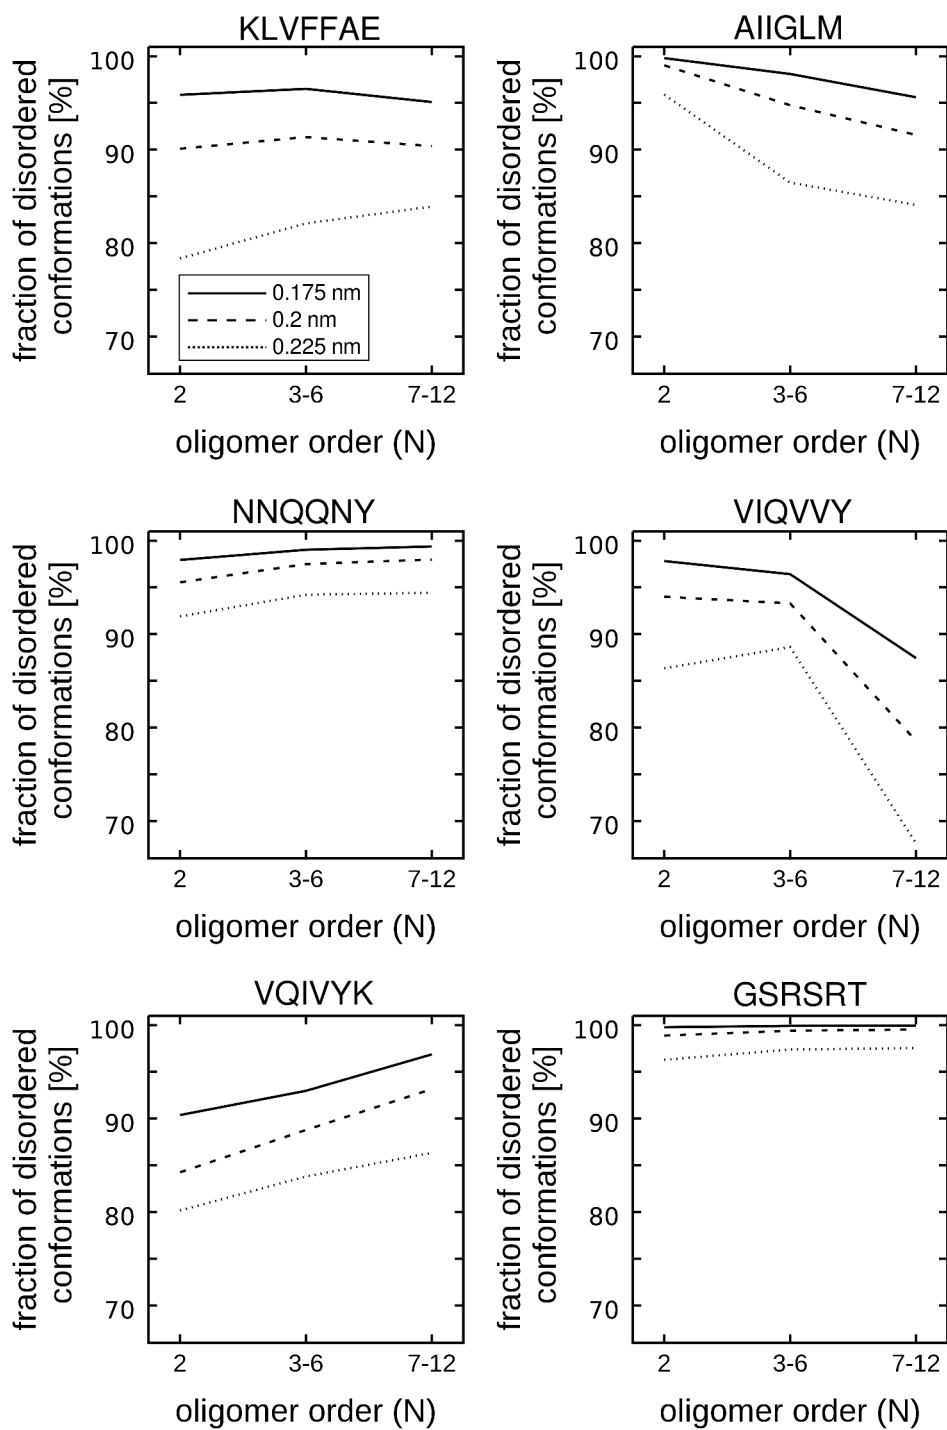 KLVFFAE
fraction of disordered
conformations [%]
100
90
80
70
0.175 nm
0.2 nm
0.225 nm
2 3-6 7-12
oligomer order (N)
AIIGLM
fraction of disordered
conformations [%]
100
90
80
70
2 3-6 7-12
oligomer order (N)
NNQQNY
fraction of disordered
conformations [%]
100
90
80
70
2 3-6 7-12
oligomer order (N)
VIQVVY
fraction of disordered
conformations [%]
100
90
80
70
2 3-6 7-12
oligomer order (N)
VQIVYK
fraction of disordered
conformations [%]
100
90
80
70
2 3-6 7-12
oligomer order (N)
GSRSRT
fraction of disordered
conformations [%]
100
90
80
70
2 3-6 7-12
oligomer order (N)